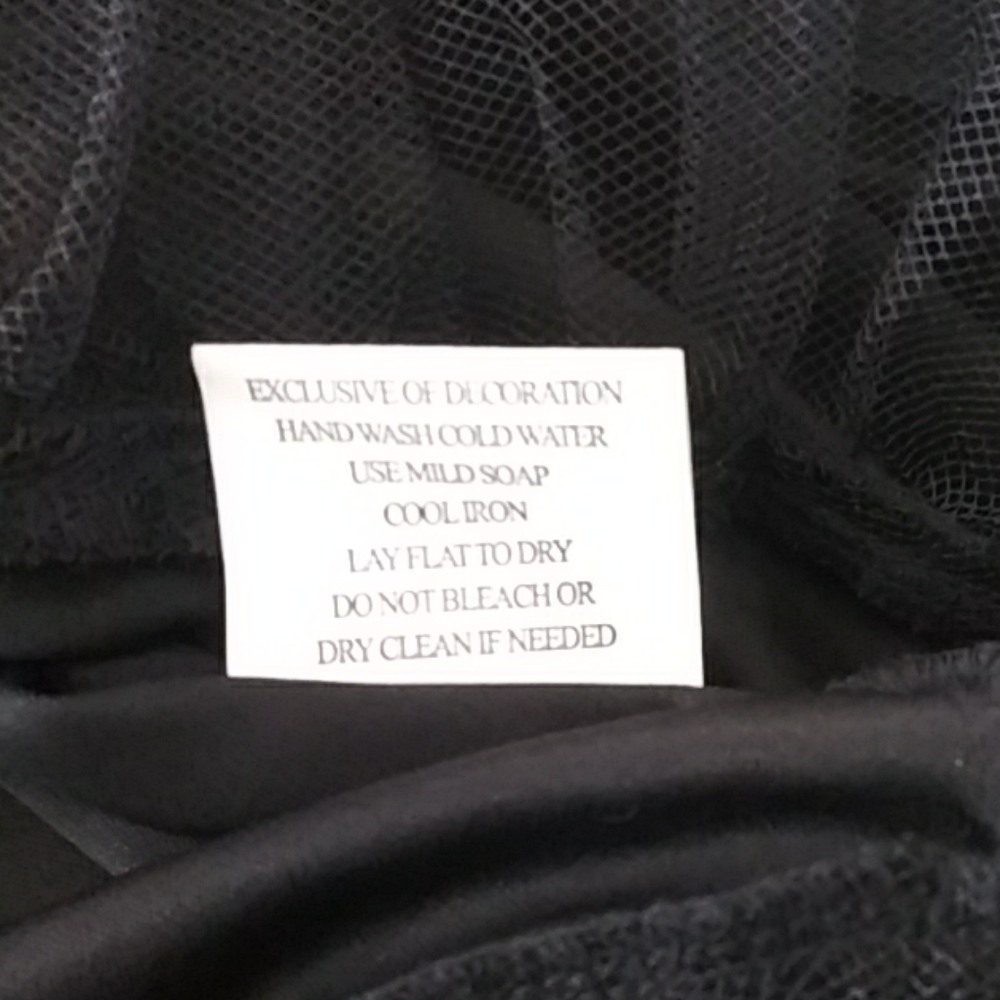 EXCLUSIVE OF DECORATION
HAND WASH COLD WATER
USE MILD SOAP
COOL IRON
LAY FLAT TO DRY
DO NOT BLEACH OR
DRY CLEAN IF NEEDED